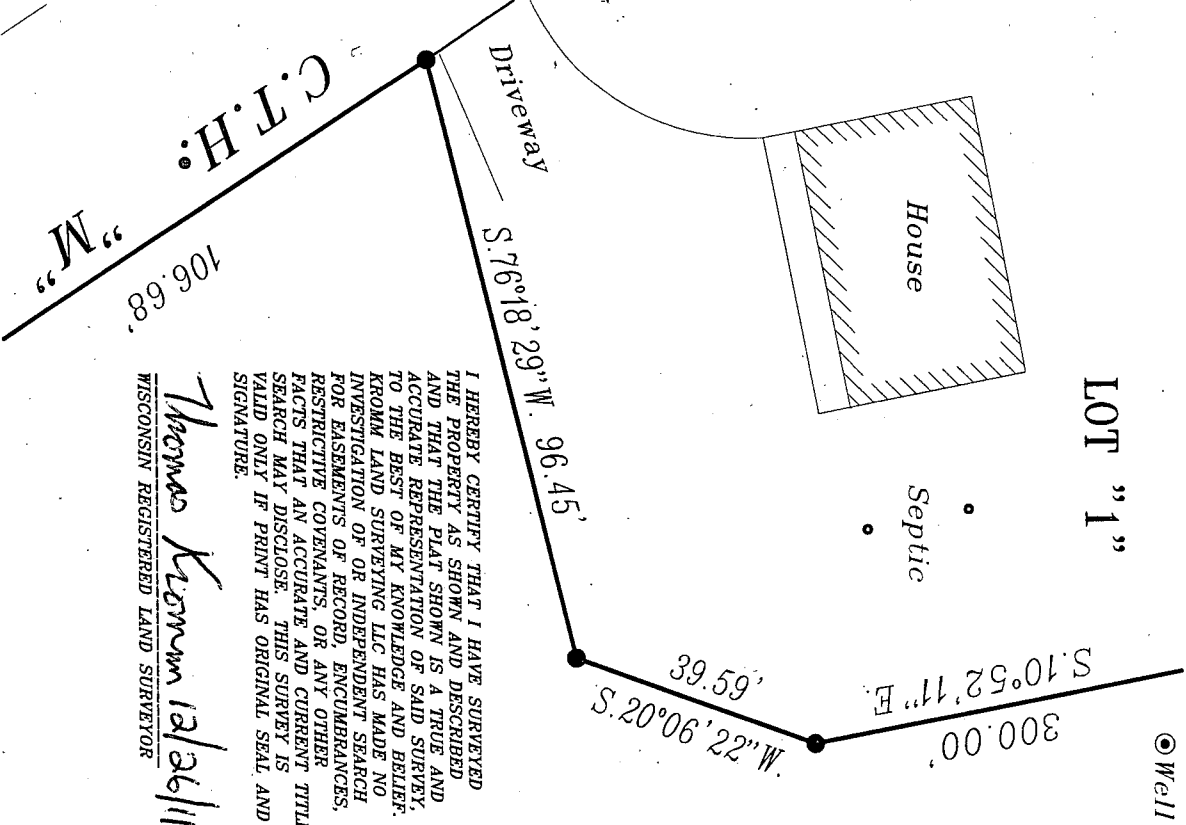 LOT "1"
Well
House
Septic
Driveway
S.10°52'11"E.
300.00'
39.59'
S.20°06'22"W.
S.76°18'29"W. 96.45'
C.T.H. "M"
106.68'
I HEREBY CERTIFY THAT I HAVE SURVEYED
THE PROPERTY AS SHOWN AND DESCRIBED
AND THAT THE PLAT SHOWN IS A TRUE AND
ACCURATE REPRESENTATION OF SAID SURVEY,
TO THE BEST OF MY KNOWLEDGE AND BELIEF.
KROMM LAND SURVEYING LLC HAS MADE NO
INVESTIGATION OF OR INDEPENDENT SEARCH
FOR EASEMENTS OF RECORD, ENCUMBRANCES,
RESTRICTIVE COVENANTS, OR ANY OTHER
FACTS THAT AN ACCURATE AND CURRENT TITL
SEARCH MAY DISCLOSE. THIS SURVEY IS
VALID ONLY IF PRINT HAS ORIGINAL SEAL AND
SIGNATURE.
Thomas Kromm 12/26/11
WISCONSIN REGISTERED LAND SURVEYOR